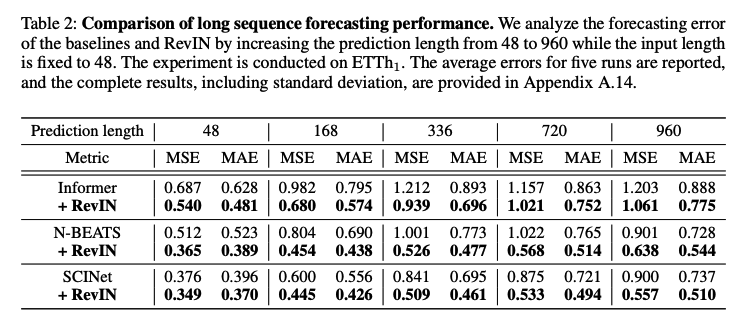 Table 2: Comparison of long sequence forecasting performance. We analyze the forecasting error
of the baselines and RevIN by increasing the prediction length from 48 to 960 while the input length
is fixed to 48. The experiment is conducted on ETTh₁. The average errors for five runs are reported,
and the complete results, including standard deviation, are provided in Appendix A.14.
Prediction length 48 168 336 720 960
Metric MSE MAE MSE MAE MSE MAE MSE MAE MSE MAE
Informer 0.687 0.628 0.982 0.795 1.212 0.893 1.157 0.863 1.203 0.888
+ RevIN 0.540 0.481 0.680 0.574 0.939 0.696 1.021 0.752 1.061 0.775
N-BEATS 0.512 0.523 0.804 0.690 1.001 0.773 1.022 0.765 0.901 0.728
+ RevIN 0.365 0.389 0.454 0.438 0.526 0.477 0.568 0.514 0.638 0.544
SCINet 0.376 0.396 0.600 0.556 0.841 0.695 0.875 0.721 0.900 0.737
+ RevIN 0.349 0.370 0.445 0.426 0.509 0.461 0.533 0.494 0.557 0.510